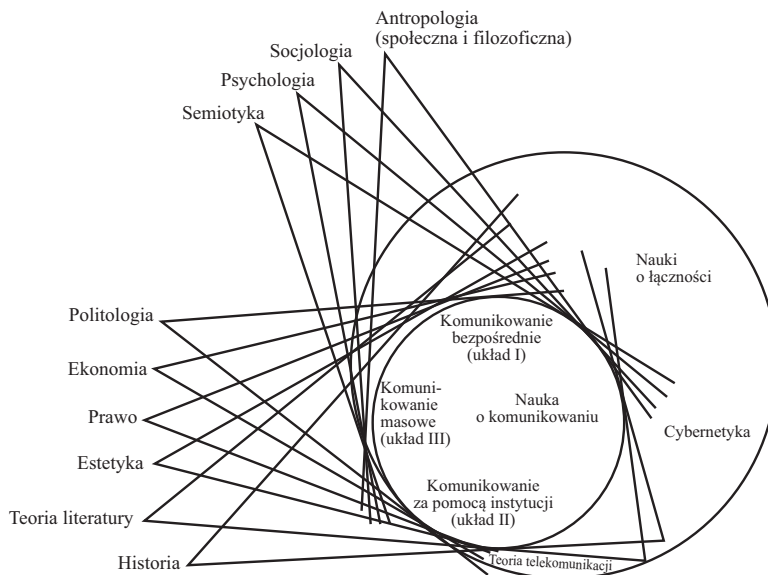 Antropologia
(społeczna i filozoficzna)
Socjologia
Psychologia
Semiotyka
Nauki
o łączności
Politologia
Komunikowanie
bezpośrednie
(układ I)
Ekonomia
Komuni-
kowanie
masowe
(układ III)
Nauka
o komunikowaniu
Prawo
Cybernetyka
Estetyka
Komunikowanie
za pomocą instytucji
(układ II)
Teoria literatury
Historia
Teoria telekomunikacji